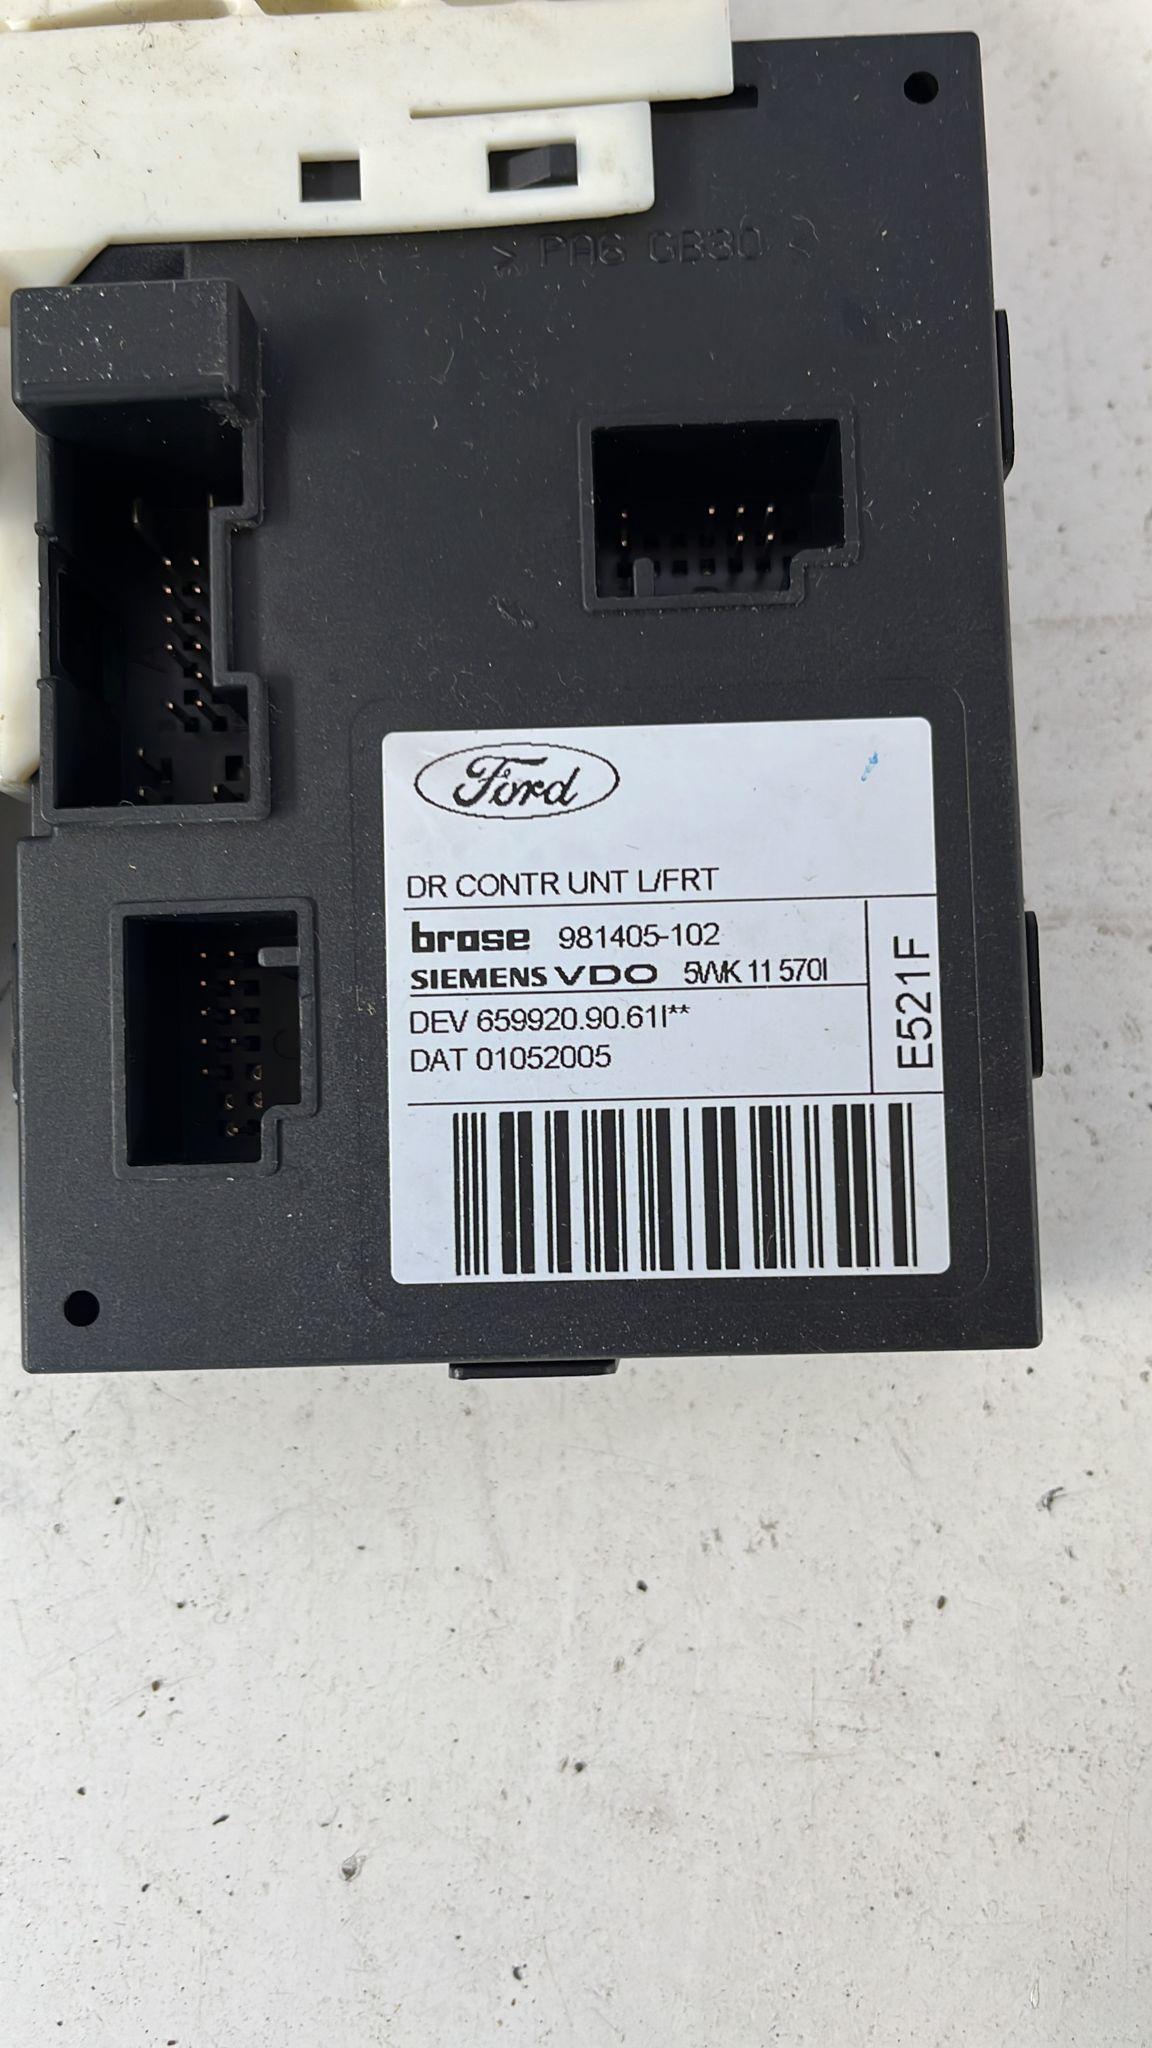 > PA6 GB30 <
Ford
DR CONTR UNT L/FRT
brose 981405-102
SIEMENS VDO 5WK 11 570I
DEV 659920.90.61I**
DAT 01052005
E521F